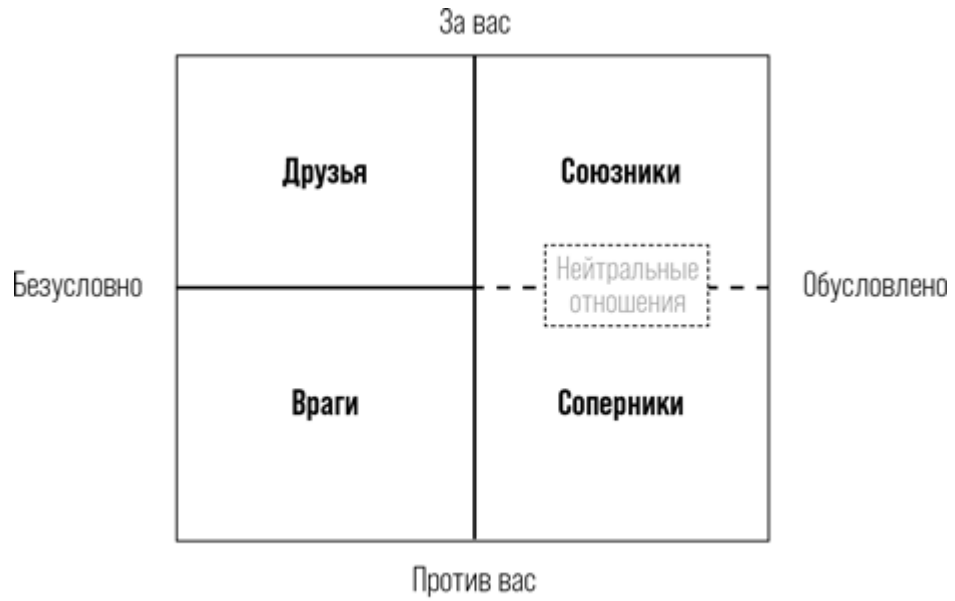 За вас
Друзья
Союзники
Безусловно
Нейтральные
отношения
Обусловлено
Враги
Соперники
Против вас